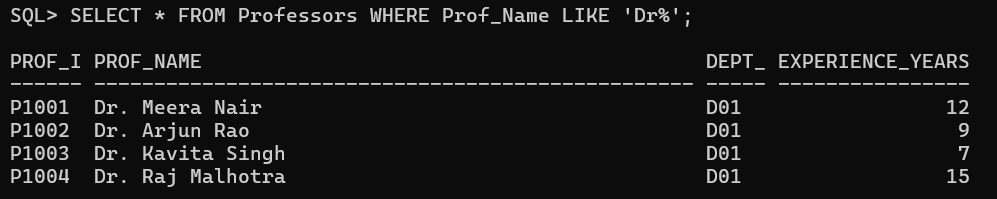 SQL> SELECT * FROM Professors WHERE Prof_Name LIKE 'Dr%';
PROF_I PROF_NAME                                          DEPT_ EXPERIENCE_YEARS
------ -------------------------------------------------- ----- ----------------
P1001  Dr. Meera Nair                                     D01                 12
P1002  Dr. Arjun Rao                                      D01                  9
P1003  Dr. Kavita Singh                                   D01                  7
P1004  Dr. Raj Malhotra                                   D01                 15